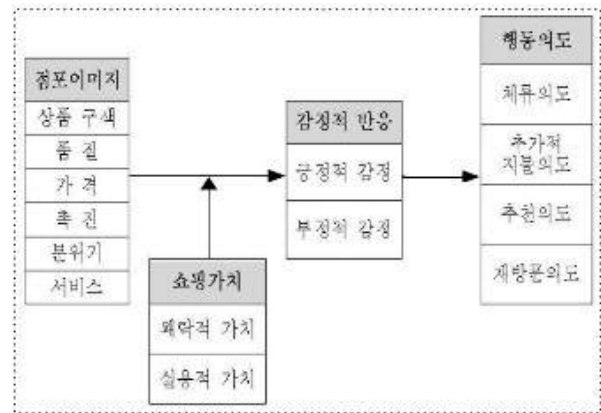 점포이미지
상품 구색
품 질
가 격
촉 진
분위기
서비스
쇼핑가치
쾌락적 가치
실용적 가치
감정적 반응
긍정적 감정
부정적 감정
행동의도
체류의도
추가적
지불의도
추천의도
재방문의도